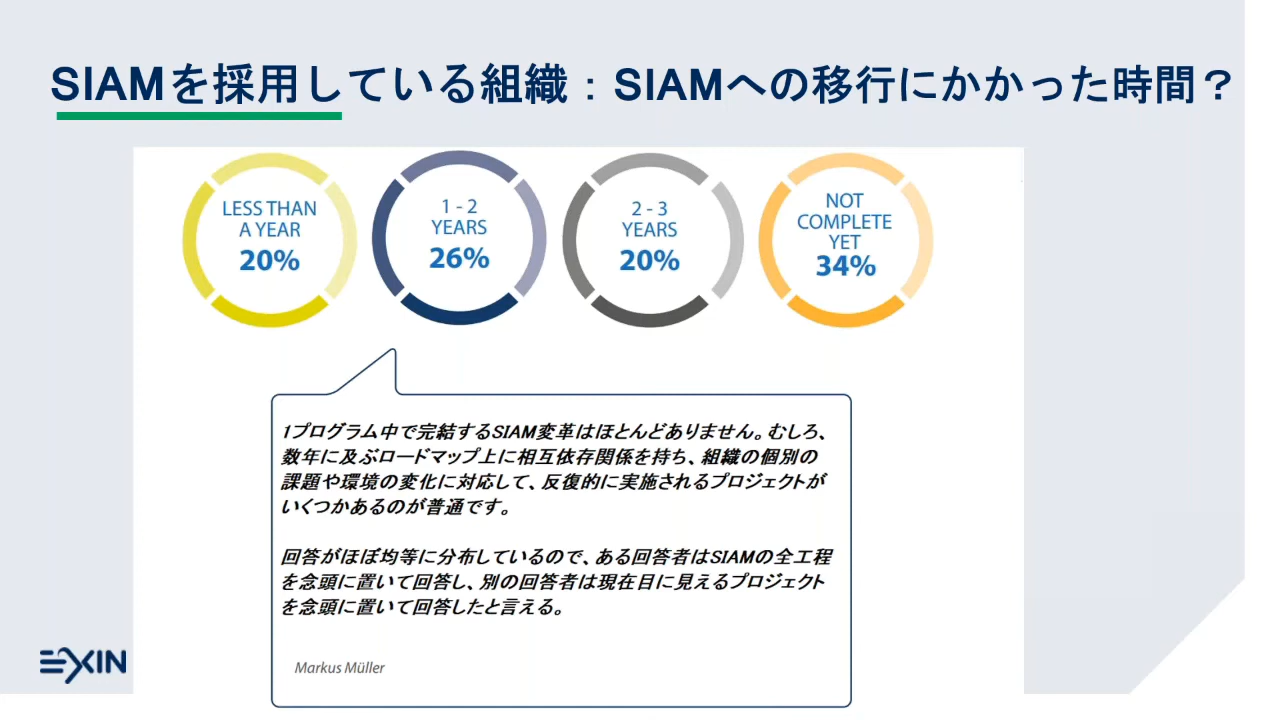 SIAMを採用している組織：SIAMへの移行にかかった時間？
LESS THAN
A YEAR
20%
1 - 2
YEARS
26%
2 - 3
YEARS
20%
NOT
COMPLETE
YET
34%
1プログラム中で完結するSIAM変革はほとんどありません。むしろ、
数年に及ぶロードマップ上に相互依存関係を持ち、組織の個別の
課題や環境の変化に対応して、反復的に実施されるプロジェクトが
いくつかあるのが普通です。
回答がほぼ均等に分布しているので、ある回答者はSIAMの全工程
を念頭に置いて回答し、別の回答者は現在目に見えるプロジェクト
を念頭に置いて回答したと言える。
Markus Müller
EXIN